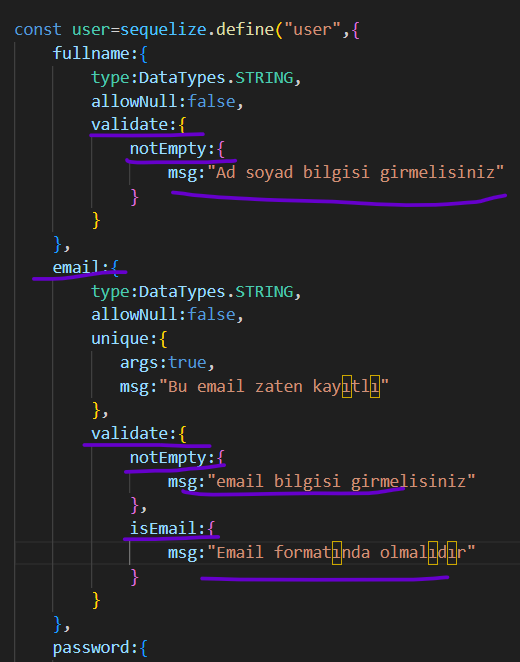 const user=sequelize.define("user",{
fullname:{
type:DataTypes.STRING,
allowNull:false,
validate:{
notEmpty:{
msg:"Ad soyad bilgisi girmelisiniz"
}
}
},
email:{
type:DataTypes.STRING,
allowNull:false,
unique:{
args:true,
msg:"Bu email zaten kayıtlı"
},
validate:{
notEmpty:{
msg:"email bilgisi girmelisiniz"
},
isEmail:{
msg:"Email formatında olmalıdır"
}
}
},
password:{